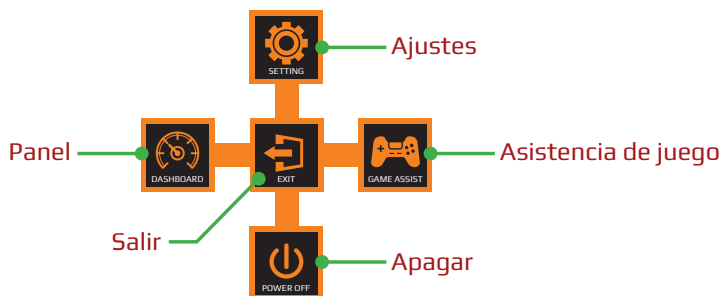 Ajustes
SETTING
Panel
DASHBOARD
EXIT
GAME ASSIST
Asistencia de juego
Salir
POWER OFF
Apagar